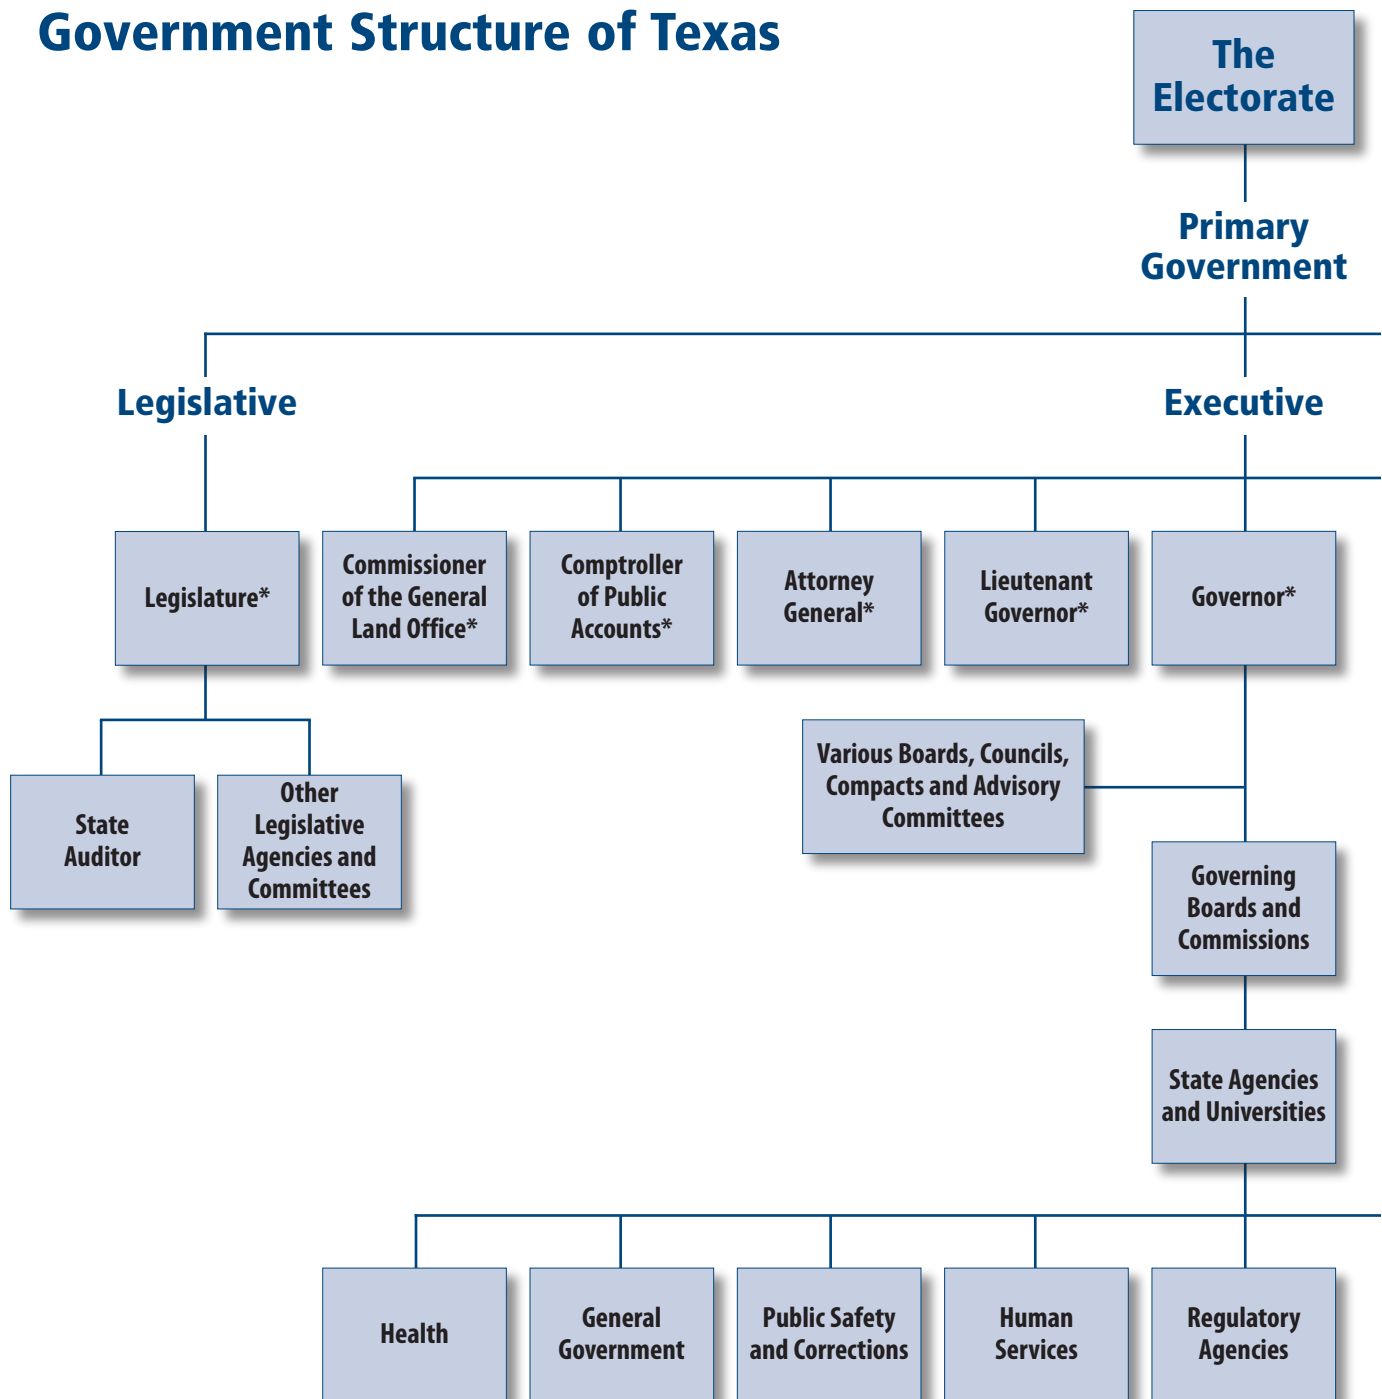 Government Structure of Texas
The
Electorate
Primary
Government
Legislative
Executive
Legislature*
Commissioner
of the General
Land Office*
Comptroller
of Public
Accounts*
Attorney
General*
Lieutenant
Governor*
Governor*
Various Boards, Councils,
Compacts and Advisory
Committees
State
Auditor
Other
Legislative
Agencies and
Committees
Governing
Boards and
Commissions
State Agencies
and Universities
Health
General
Government
Public Safety
and Corrections
Human
Services
Regulatory
Agencies